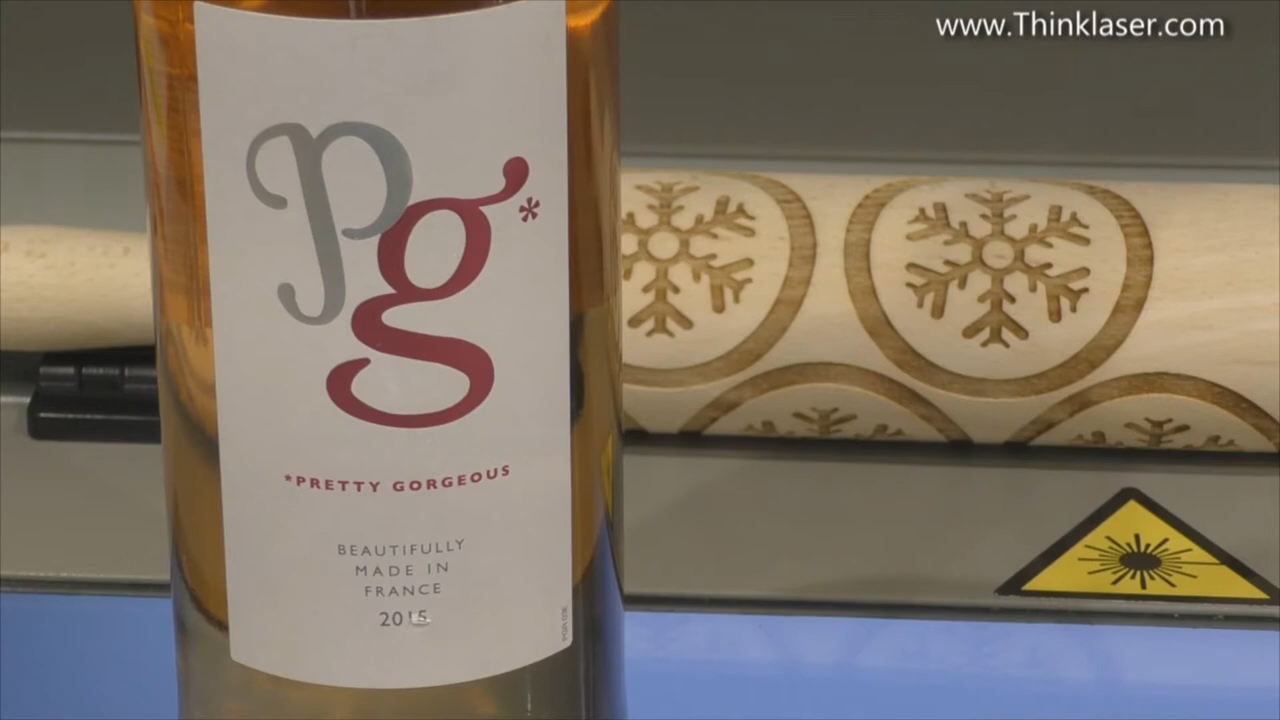 www.Thinklaser.com
pg*
*PRETTY GORGEOUS
BEAUTIFULLY
MADE IN
FRANCE
2015